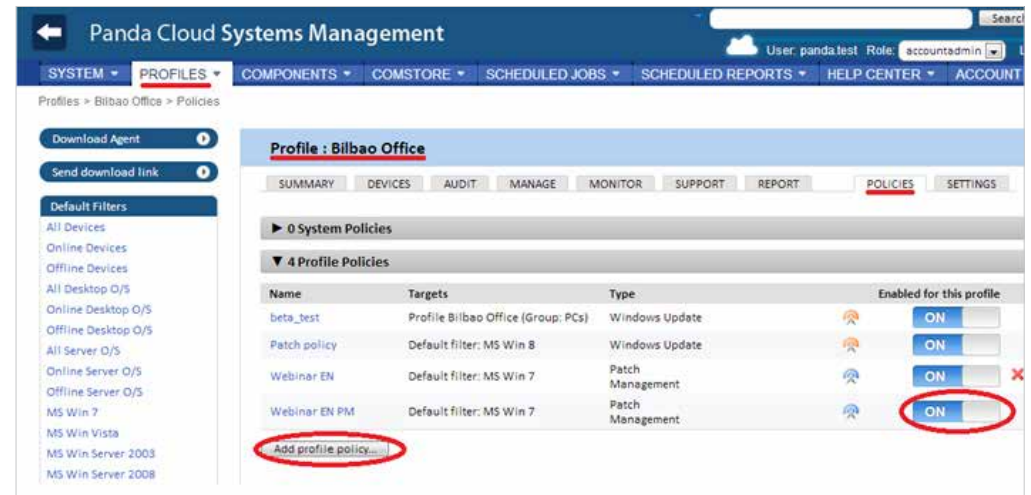 Panda Cloud Systems Management
Search
User: panda.test Role: accountadmin
SYSTEM PROFILES COMPONENTS COMSTORE SCHEDULED JOBS SCHEDULED REPORTS HELP CENTER ACCOUNT
Profiles > Bilbao Office > Policies
Download Agent
Send download link
Default Filters
All Devices
Online Devices
Offline Devices
All Desktop O/S
Online Desktop O/S
Offline Desktop O/S
All Server O/S
Online Server O/S
Offline Server O/S
MS Win 7
MS Win Vista
MS Win Server 2003
MS Win Server 2008
Profile : Bilbao Office
SUMMARY DEVICES AUDIT MANAGE MONITOR SUPPORT REPORT POLICIES SETTINGS
0 System Policies
4 Profile Policies
Name Targets Type Enabled for this profile
beta_test Profile Bilbao Office (Group: PCs) Windows Update ON
Patch policy Default filter: MS Win 8 Windows Update ON
Webinar EN Default filter: MS Win 7 Patch Management ON
Webinar EN PM Default filter: MS Win 7 Patch Management ON
Add profile policy...